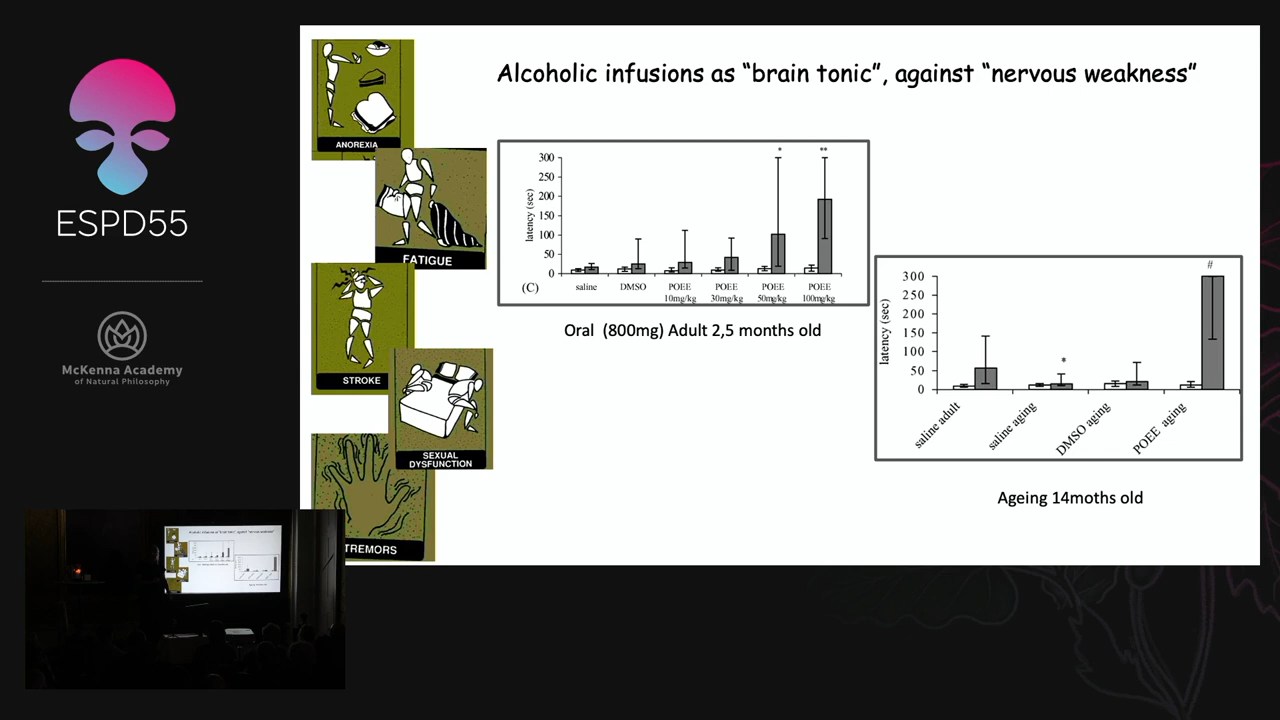 ESPD55
McKenna Academy
of Natural Philosophy
Alcoholic infusions as “brain tonic”, against “nervous weakness”
ANOREXIA
FATIGUE
STROKE
SEXUAL
DYSFUNCTION
TREMORS
latency (sec)
300
250
200
150
100
50
0
* **
(C)
saline
DMSO
POEE
10mg/kg
POEE
30mg/kg
POEE
50mg/kg
POEE
100mg/kg
Oral (800mg) Adult 2,5 months old
latency (sec)
300
250
200
150
100
50
0
*
#
saline adult
saline aging
DMSO aging
POEE aging
Ageing 14moths old